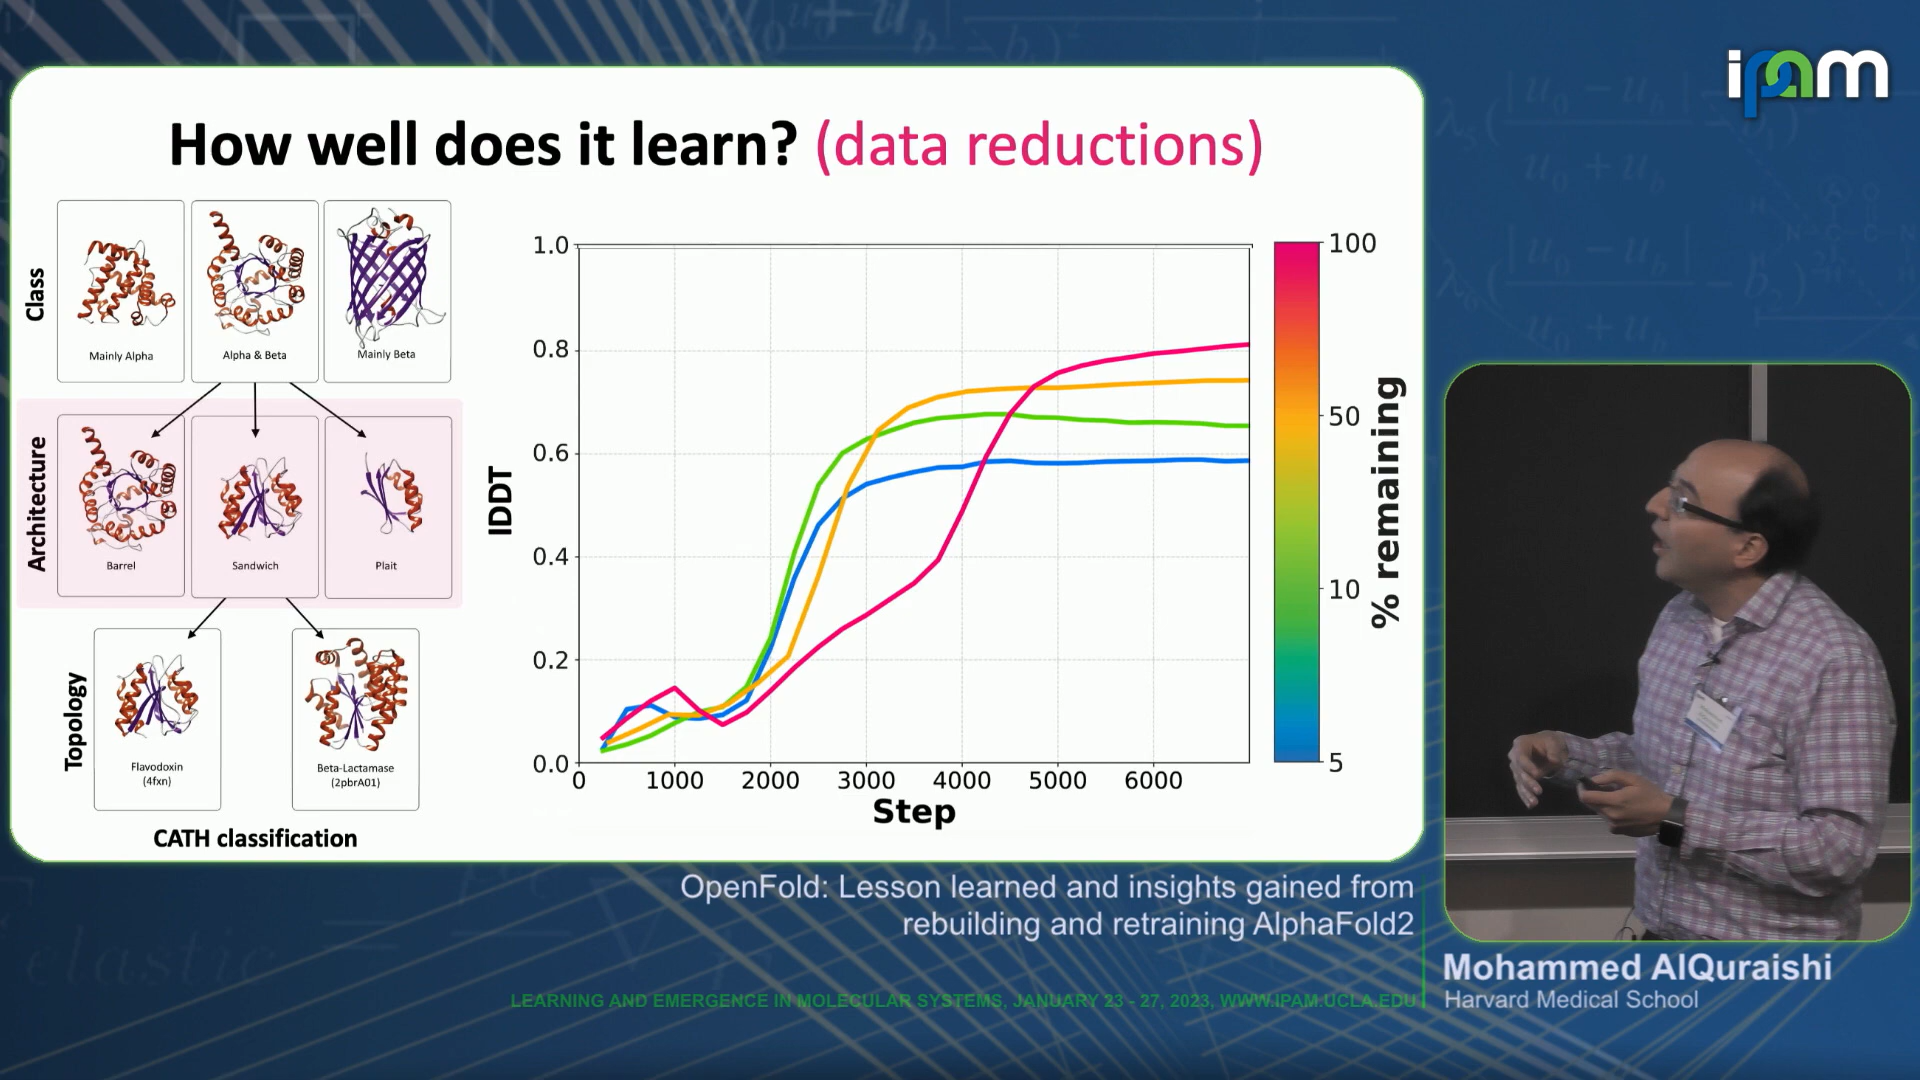 ipam
How well does it learn? (data reductions)
Class
Mainly Alpha
Alpha & Beta
Mainly Beta
Architecture
Barrel
Sandwich
Plait
Topology
Flavodoxin
(4fxn)
Beta-Lactamase
(2pbrA01)
CATH classification
lDDT
1.0
0.8
0.6
0.4
0.2
0.0
0
1000
2000
3000
4000
5000
6000
Step
100
50
10
5
% remaining
OpenFold: Lesson learned and insights gained from
rebuilding and retraining AlphaFold2
Mohammed AlQuraishi
Harvard Medical School
LEARNING AND EMERGENCE IN MOLECULAR SYSTEMS, JANUARY 23 - 27, 2023, WWW.IPAM.UCLA.EDU
elastic